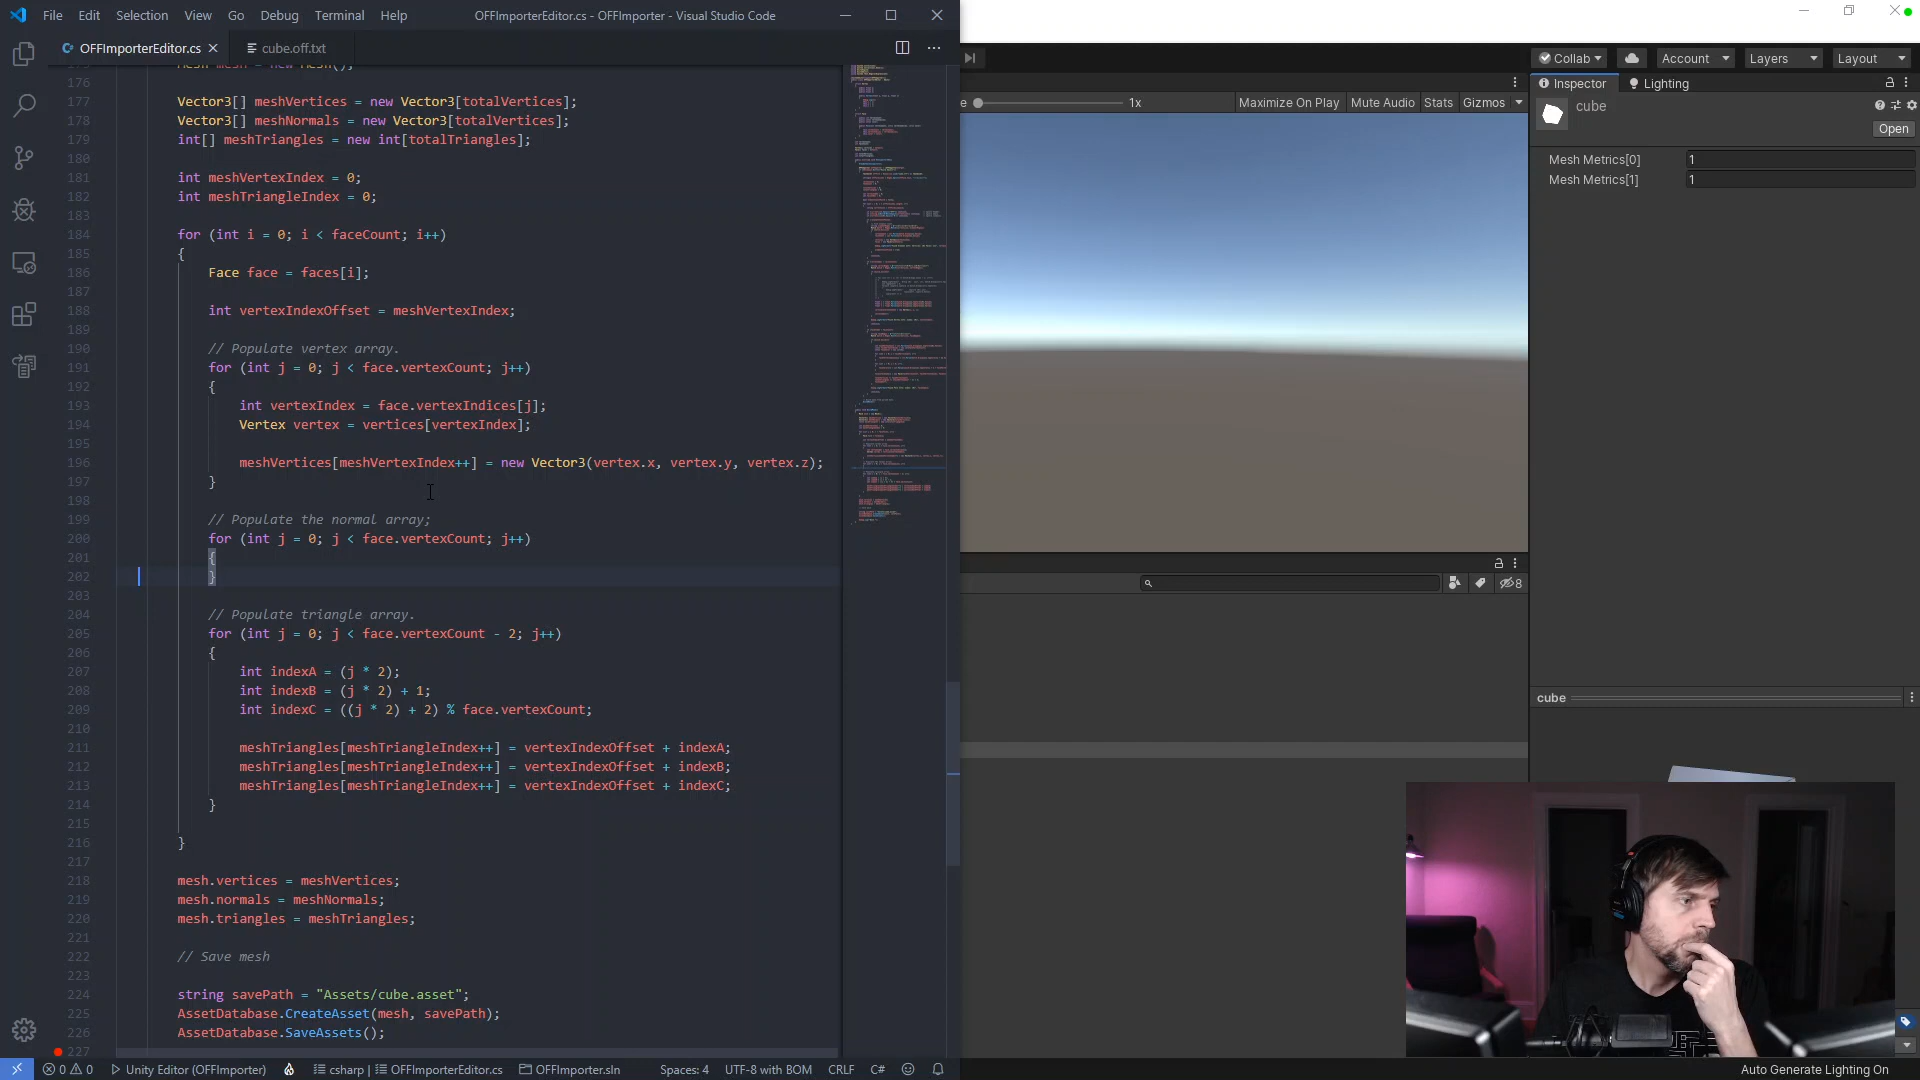 File Edit Selection View Go Debug Terminal Help
OFFImporterEditor.cs - OFFImporter - Visual Studio Code
OFFImporterEditor.cs
cube.off.txt
176
177 Vector3[] meshVertices = new Vector3[totalVertices];
178 Vector3[] meshNormals = new Vector3[totalVertices];
179 int[] meshTriangles = new int[totalTriangles];
180
181 int meshVertexIndex = 0;
182 int meshTriangleIndex = 0;
183
184 for (int i = 0; i < faceCount; i++)
185 {
186 Face face = faces[i];
187
188 int vertexIndexOffset = meshVertexIndex;
189
190 // Populate vertex array.
191 for (int j = 0; j < face.vertexCount; j++)
192 {
193 int vertexIndex = face.vertexIndices[j];
194 Vertex vertex = vertices[vertexIndex];
195
196 meshVertices[meshVertexIndex++] = new Vector3(vertex.x, vertex.y, vertex.z);
197 }
198
199 // Populate the normal array;
200 for (int j = 0; j < face.vertexCount; j++)
201 {
202 }
203
204 // Populate triangle array.
205 for (int j = 0; j < face.vertexCount - 2; j++)
206 {
207 int indexA = (j * 2);
208 int indexB = (j * 2) + 1;
209 int indexC = ((j * 2) + 2) % face.vertexCount;
210
211 meshTriangles[meshTriangleIndex++] = vertexIndexOffset + indexA;
212 meshTriangles[meshTriangleIndex++] = vertexIndexOffset + indexB;
213 meshTriangles[meshTriangleIndex++] = vertexIndexOffset + indexC;
214 }
215
216 }
217
218 mesh.vertices = meshVertices;
219 mesh.normals = meshNormals;
220 mesh.triangles = meshTriangles;
221
222 // Save mesh
223
224 string savePath = "Assets/cube.asset";
225 AssetDatabase.CreateAsset(mesh, savePath);
226 AssetDatabase.SaveAssets();
227
0 0 Unity Editor (OFFImporter) csharp | OFFImporterEditor.cs OFFImporter.sln Spaces: 4 UTF-8 with BOM CRLF C#
Collab Account Layers Layout
e 1x Maximize On Play Mute Audio Stats Gizmos
8
Inspector Lighting
cube
Open
Mesh Metrics[0] 1
Mesh Metrics[1] 1
cube
Auto Generate Lighting On